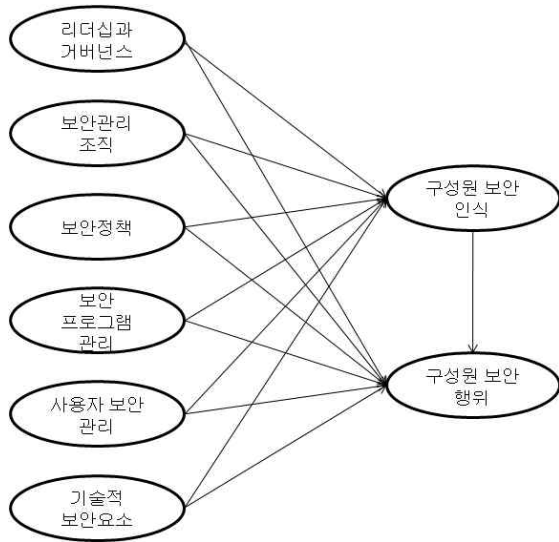 리더십과
거버넌스
보안관리
조직
보안정책
보안
프로그램
관리
사용자 보안
관리
기술적
보안요소
구성원 보안
인식
구성원 보안
행위